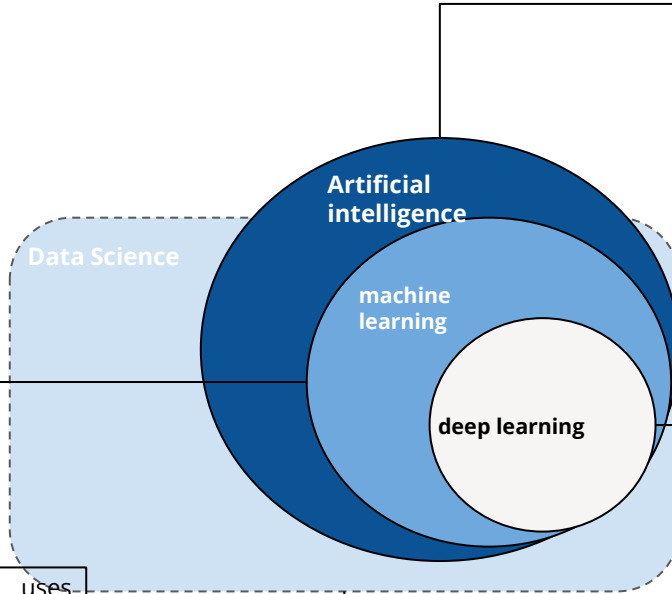 Artificial
intelligence
Data Science
machine
learning
deep learning
uses